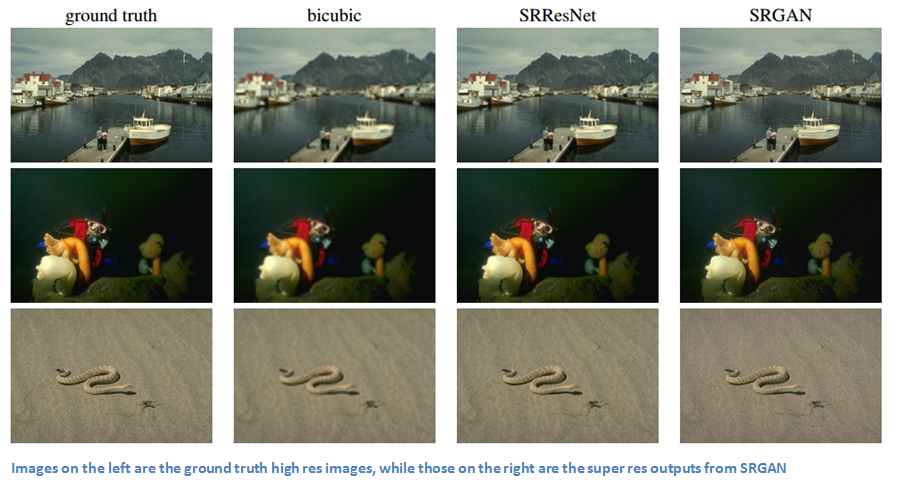 ground truth bicubic SRResNet SRGAN
Images on the left are the ground truth high res images, while those on the right are the super res outputs from SRGAN